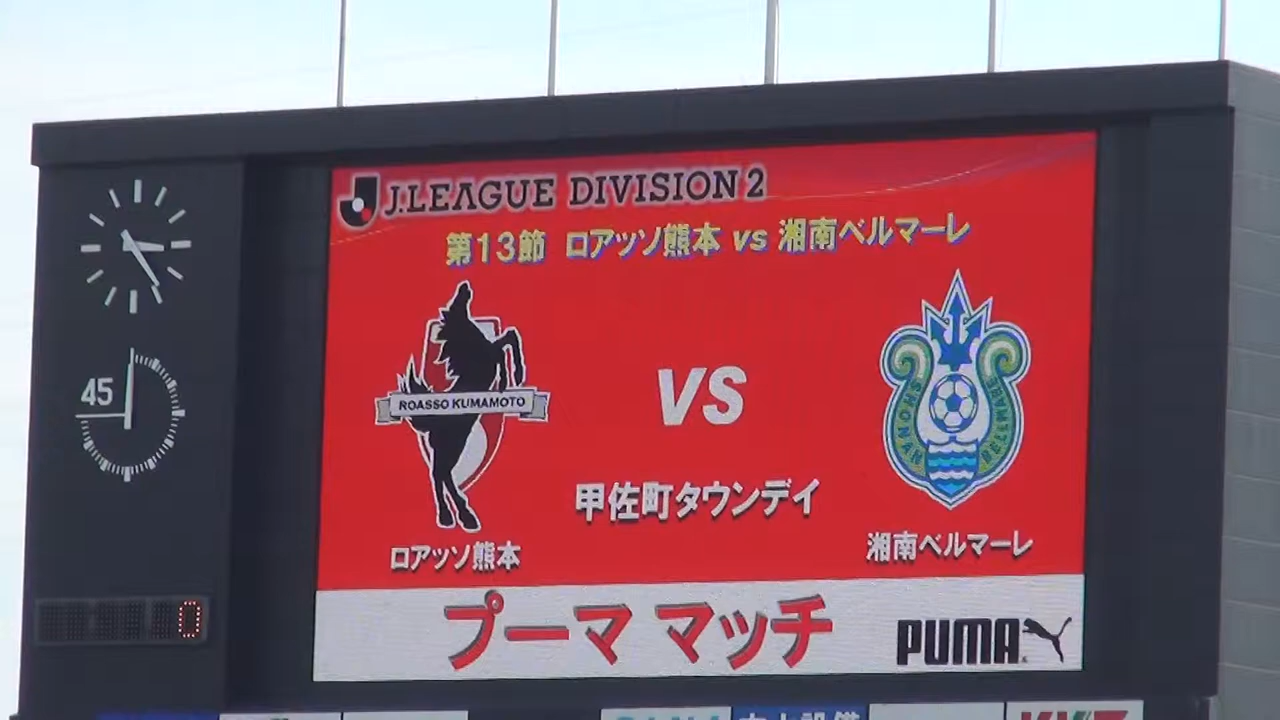 J.LEAGUE DIVISION 2
第13節 ロアッソ熊本 vs 湘南ベルマーレ
ROASSO KUMAMOTO
VS
SHONAN BELLMARE
甲佐町タウンデイ
ロアッソ熊本
湘南ベルマーレ
プーマ マッチ
PUMA
45
0